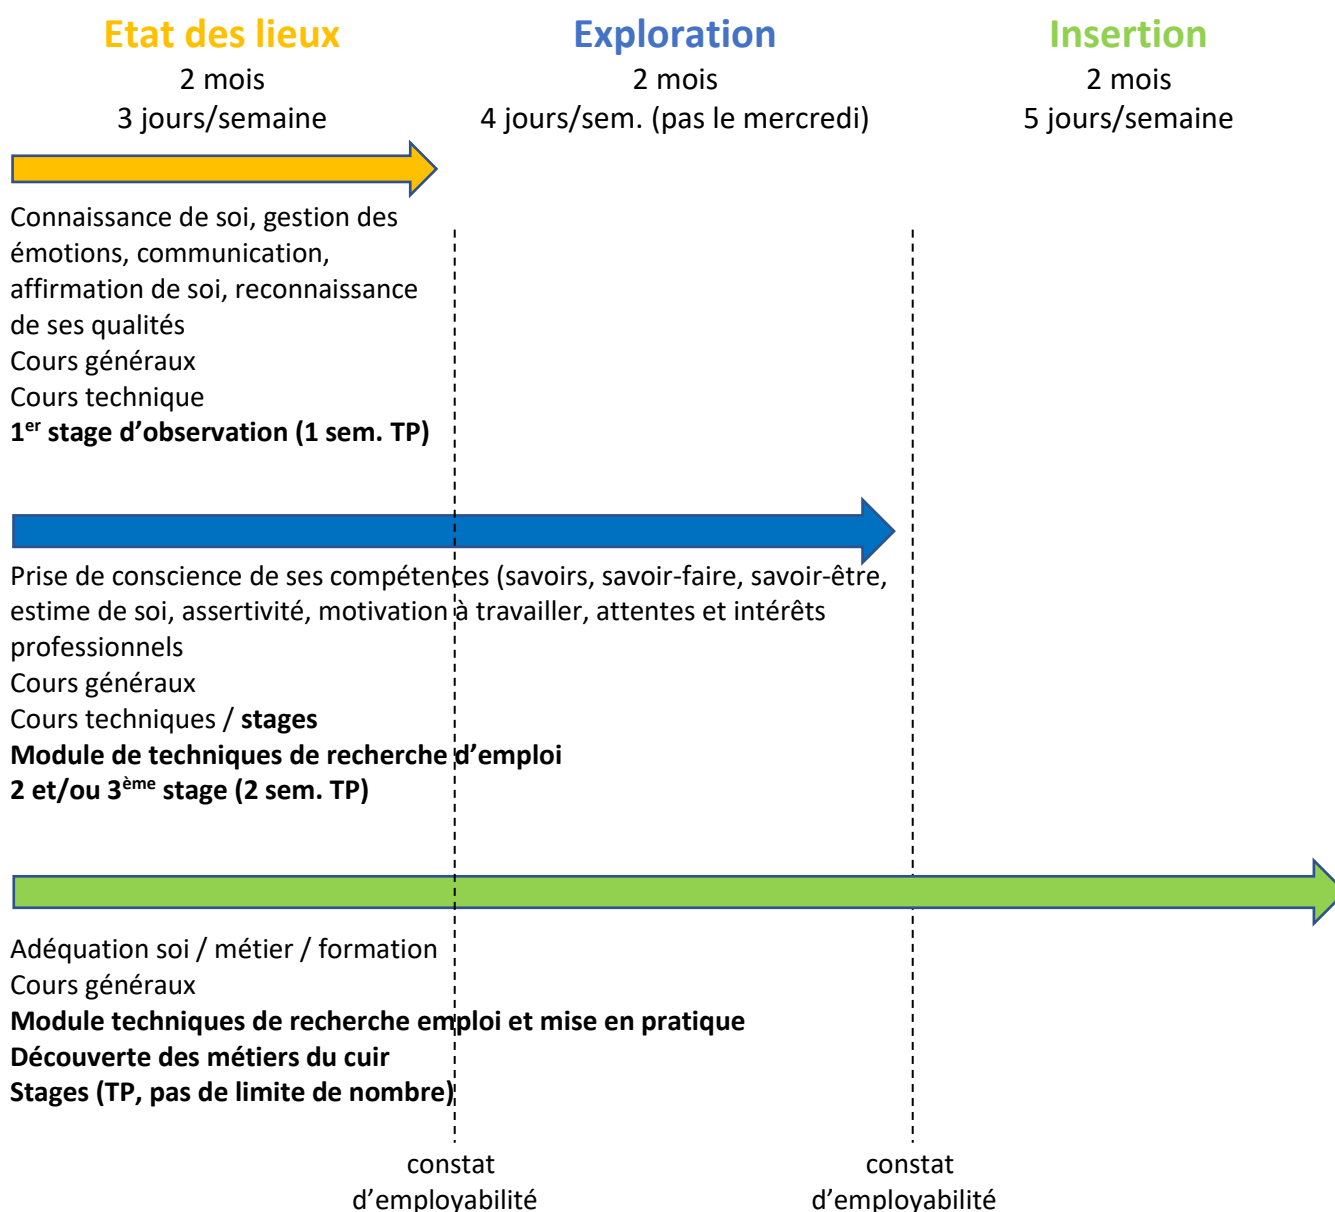 Etat des lieux
2 mois
3 jours/semaine
Exploration
2 mois
4 jours/sem. (pas le mercredi)
Insertion
2 mois
5 jours/semaine
Connaissance de soi, gestion des
émotions, communication,
affirmation de soi, reconnaissance
de ses qualités
Cours généraux
Cours technique
1er stage d’observation (1 sem. TP)
Prise de conscience de ses compétences (savoirs, savoir-faire, savoir-être,
estime de soi, assertivité, motivation à travailler, attentes et intérêts
professionnels
Cours généraux
Cours techniques / stages
Module de techniques de recherche d’emploi
2 et/ou 3ème stage (2 sem. TP)
Adéquation soi / métier / formation
Cours généraux
Module techniques de recherche emploi et mise en pratique
Découverte des métiers du cuir
Stages (TP, pas de limite de nombre)
constat
d’employabilité
constat
d’employabilité